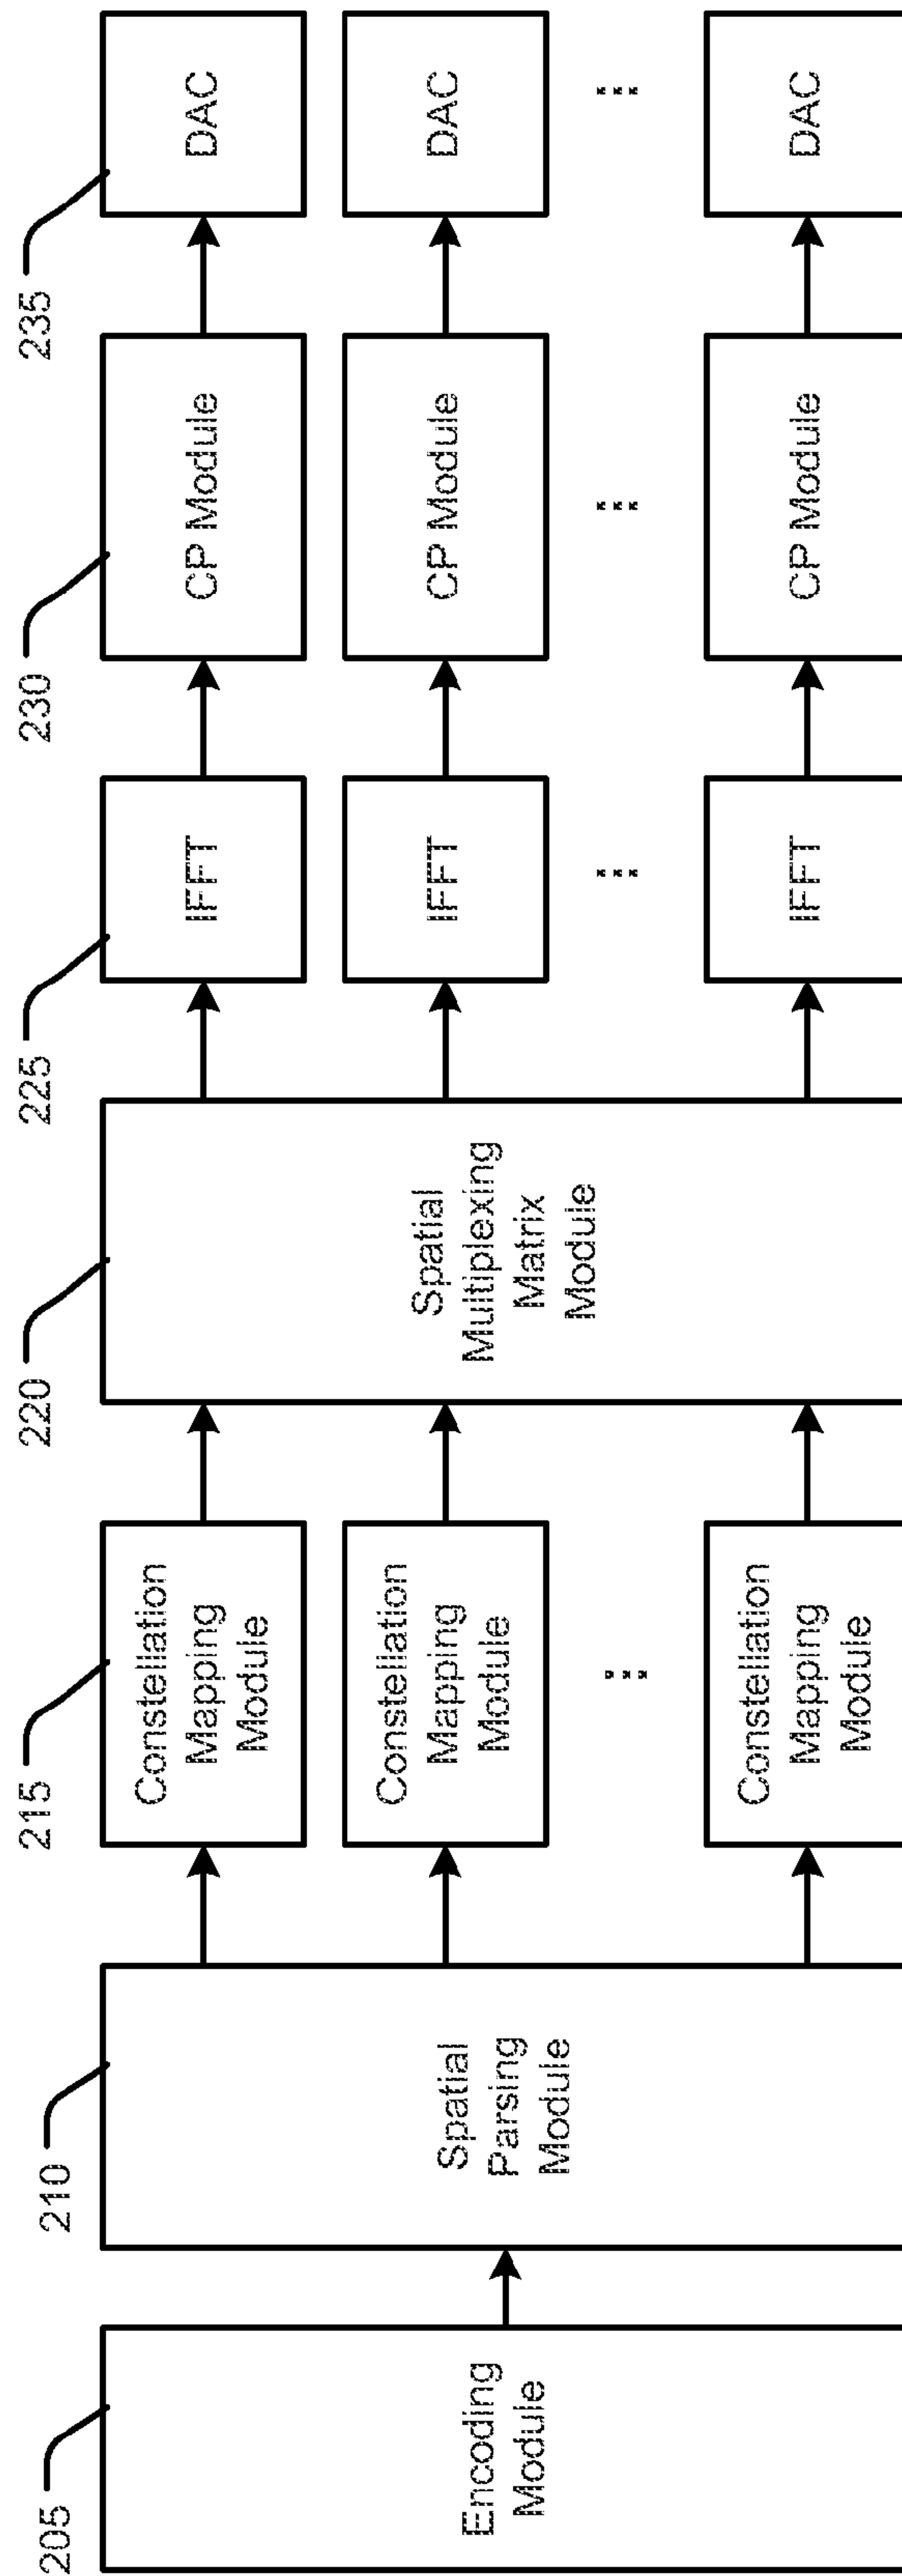 205
Encoding
Module
210
Spatial
Parsing
Module
215
Constellation
Mapping
Module
Constellation
Mapping
Module
...
Constellation
Mapping
Module
220
Spatial
Multiplexing
Matrix
Module
225
IFFT
IFFT
...
IFFT
230
CP Module
CP Module
...
CP Module
235
DAC
DAC
...
DAC